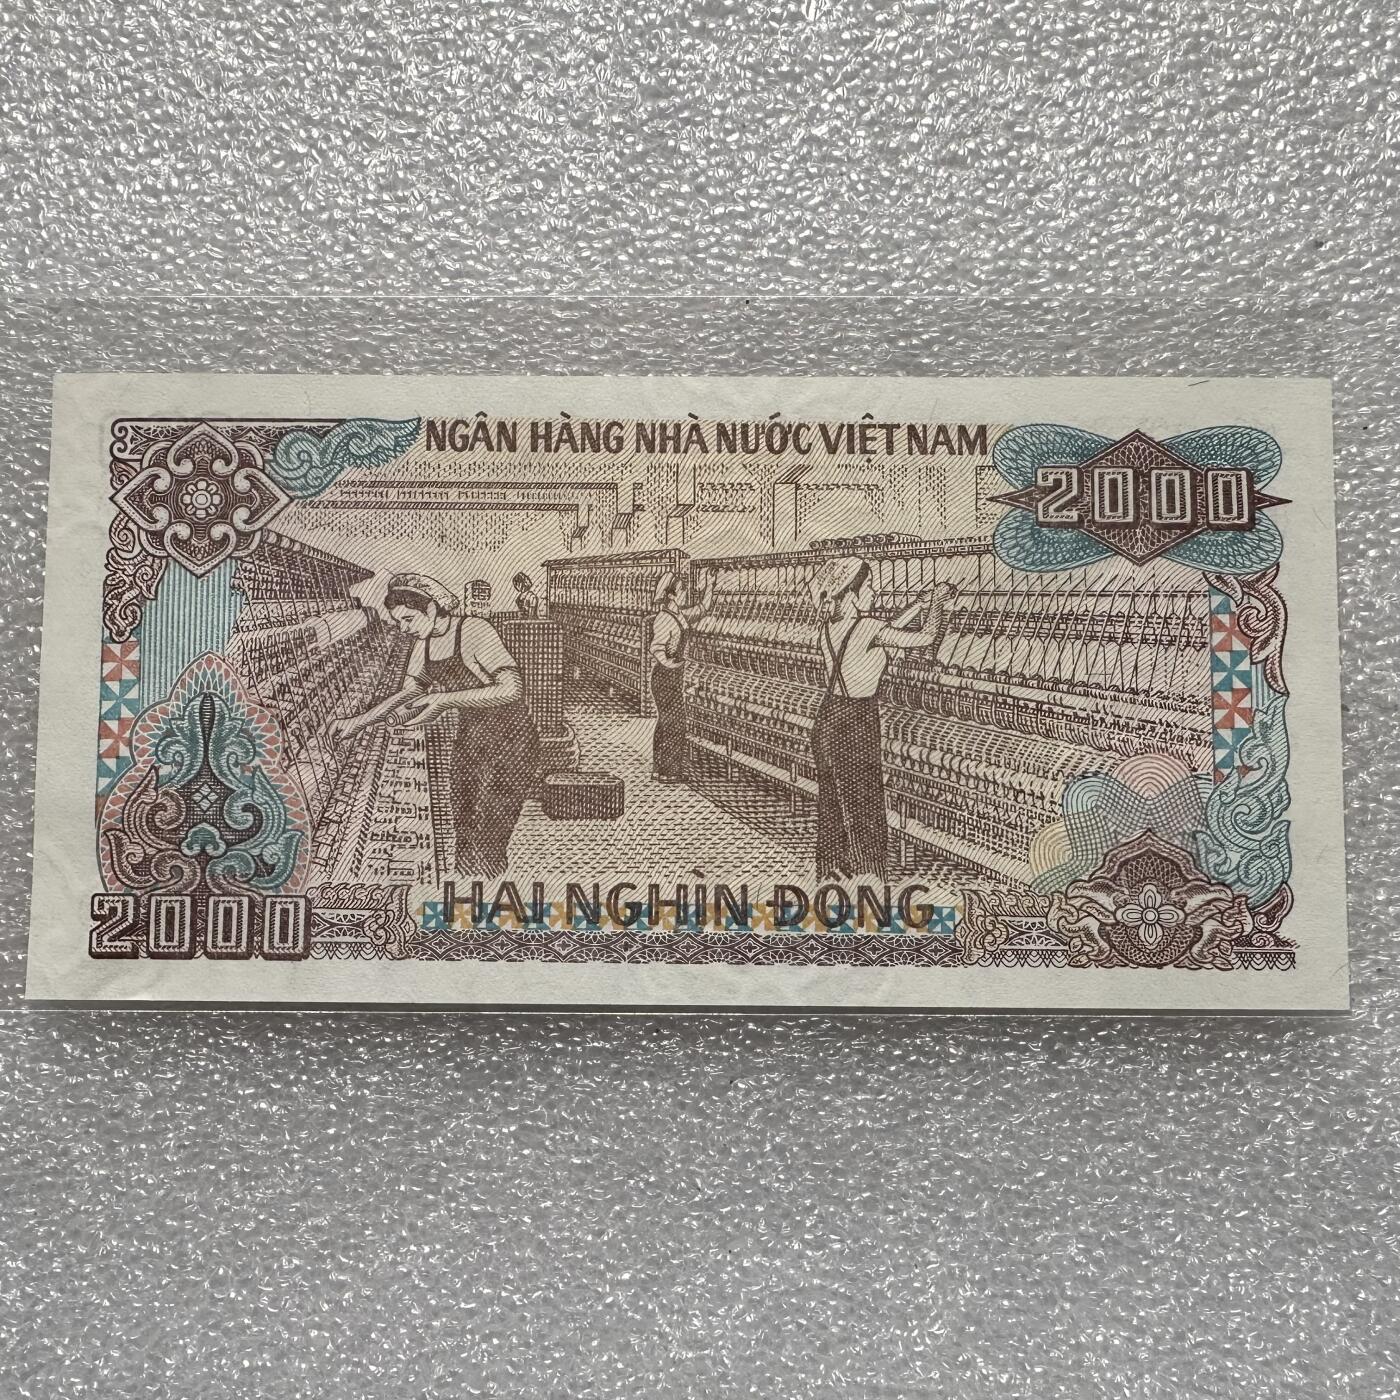 NGÂN HÀNG NHÀ NƯỚC VIỆT NAM
2000
HAI NGHÌN ĐỒNG
2000